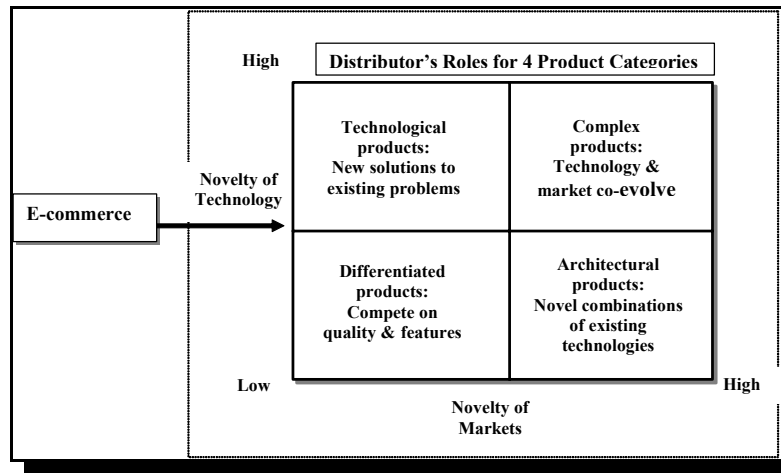 High
Distributor's Roles for 4 Product Categories
Technological
products:
New solutions to
existing problems
Complex
products:
Technology &
market co-evolve
Novelty of
Technology
E-commerce
Differentiated
products:
Compete on
quality & features
Architectural
products:
Novel combinations
of existing
technologies
Low
High
Novelty of
Markets